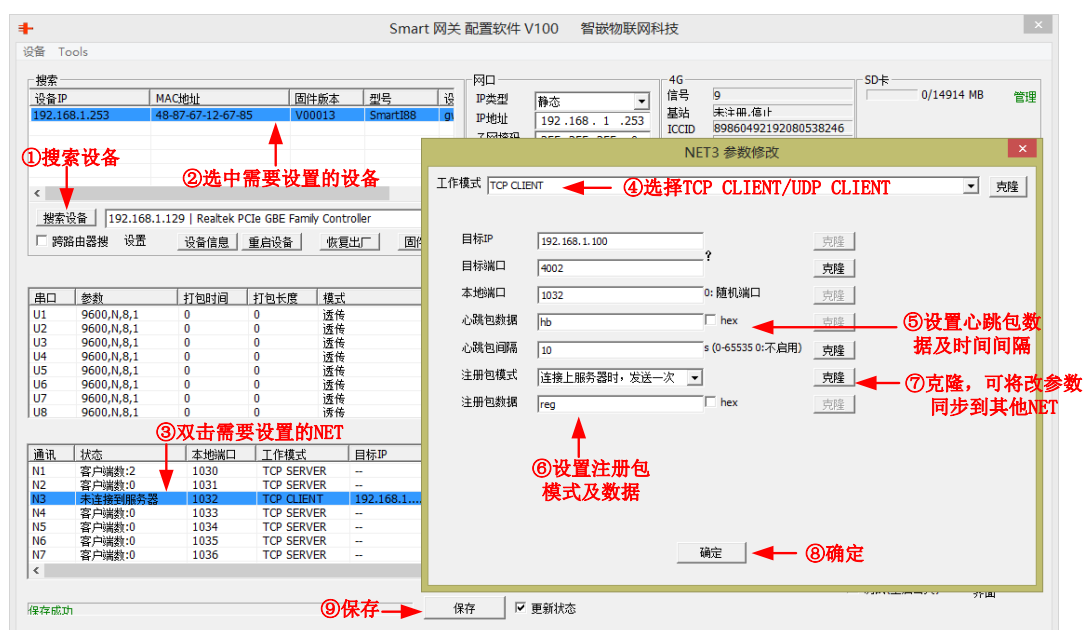 Smart 网关 配置软件 V100 智嵌物联网科技
设备 Tools
搜索
设备IP MAC地址 固件版本 型号 设
192.168.1.253 48-87-67-12-67-85 V00013 SmartI88
①搜索设备
②选中需要设置的设备
搜索设备 192.168.1.129 | Realtek PCIe GBE Family Controller
跨路由器搜 设置 设备信息 重启设备 恢复出厂 固件
网口
IP类型 静态
IP地址 192 .168 . 1 .253
子网掩码 255 .255 .255 . 0
4G
信号 9
基站 未注册.停止
ICCID 89860492192080538246
SD卡
0/14914 MB 管理
串口 参数 打包时间 打包长度 模式
U1 9600,N,8,1 0 0 透传
U2 9600,N,8,1 0 0 透传
U3 9600,N,8,1 0 0 透传
U4 9600,N,8,1 0 0 透传
U5 9600,N,8,1 0 0 透传
U6 9600,N,8,1 0 0 透传
U7 9600,N,8,1 0 0 透传
U8 9600,N,8,1 0 0 透传
③双击需要设置的NET
通讯 状态 本地端口 工作模式 目标IP
N1 客户端数:2 1030 TCP SERVER --
N2 客户端数:0 1031 TCP SERVER --
N3 未连接到服务器 1032 TCP CLIENT 192.168.1....
N4 客户端数:0 1033 TCP SERVER --
N5 客户端数:0 1034 TCP SERVER --
N6 客户端数:0 1035 TCP SERVER --
N7 客户端数:0 1036 TCP SERVER --
NET3 参数修改
工作模式 TCP CLIENT ④选择TCP CLIENT/UDP CLIENT 克隆
目标IP 192.168.1.100 克隆
?
目标端口 4002 克隆
本地端口 1032 0: 随机端口 克隆
心跳包数据 hb hex 克隆
⑤设置心跳包数
据及时间间隔
心跳包间隔 10 s (0-65535 0:不启用) 克隆
注册包模式 连接上服务器时，发送一次 克隆
⑦克隆，可将改参数
同步到其他NET
注册包数据 reg hex 克隆
⑥设置注册包
模式及数据
确定 ⑧确定
界面
保存成功 ⑨保存 保存 更新状态